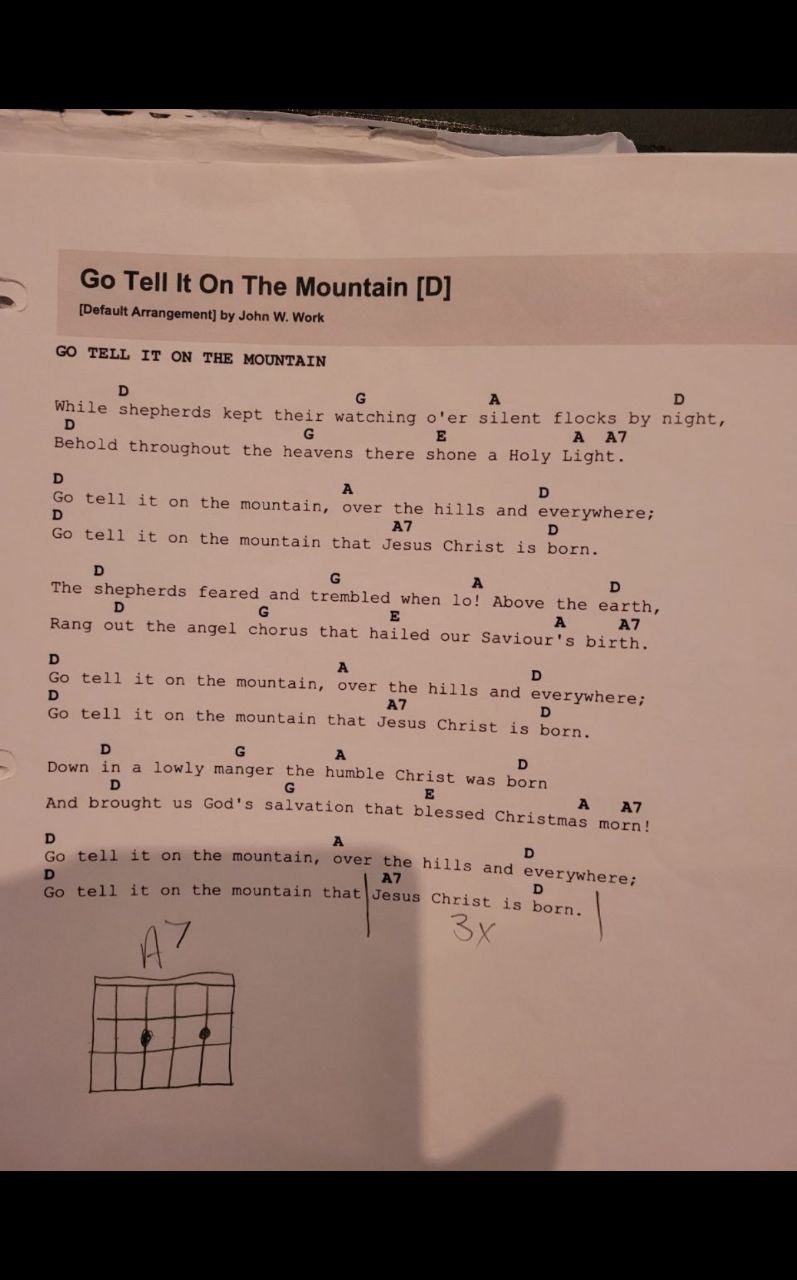 Go Tell It On The Mountain [D]
[Default Arrangement] by John W. Work
GO TELL IT ON THE MOUNTAIN
D G A D
While shepherds kept their watching o'er silent flocks by night,
D G E A A7
Behold throughout the heavens there shone a Holy Light.
D A D
Go tell it on the mountain, over the hills and everywhere;
D A7 D
Go tell it on the mountain that Jesus Christ is born.
D G A D
The shepherds feared and trembled when lo! Above the earth,
D G E A A7
Rang out the angel chorus that hailed our Saviour's birth.
D A D
Go tell it on the mountain, over the hills and everywhere;
D A7 D
Go tell it on the mountain that Jesus Christ is born.
D G A D
Down in a lowly manger the humble Christ was born
D G E A A7
And brought us God's salvation that blessed Christmas morn!
D A D
Go tell it on the mountain, over the hills and everywhere;
D A7 D
Go tell it on the mountain that Jesus Christ is born.
3x
A7